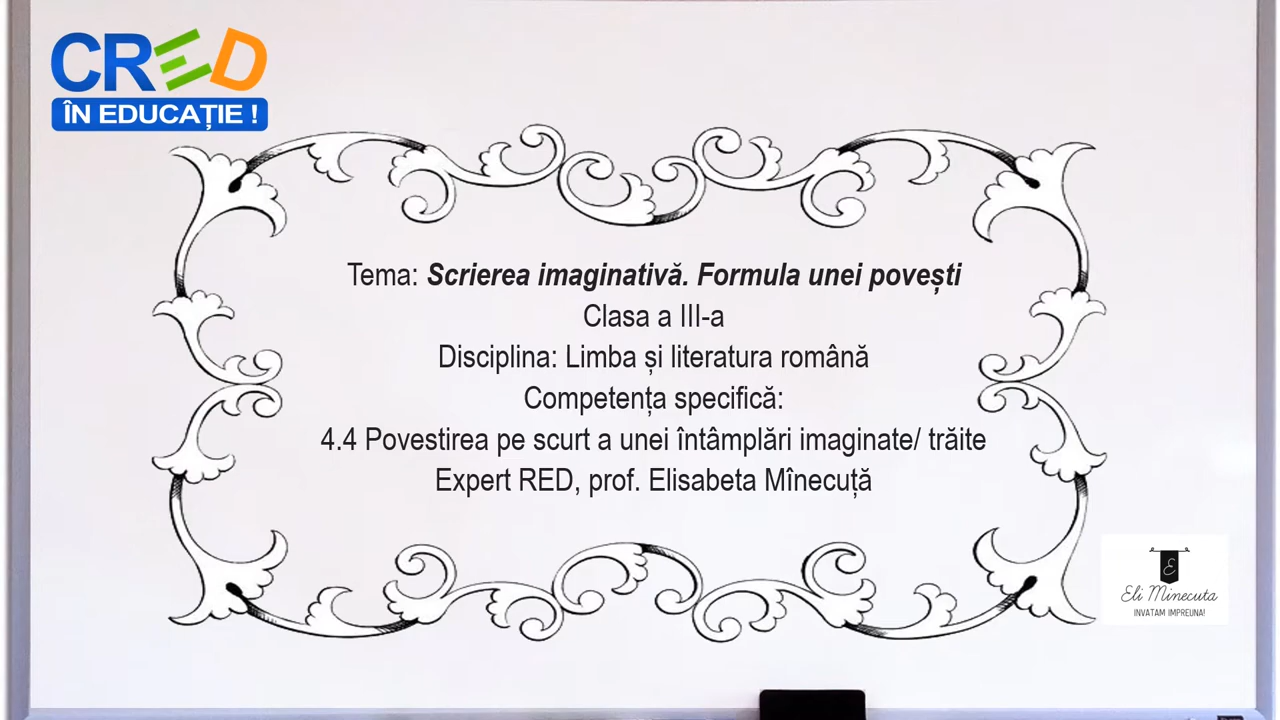 CRED
ÎN EDUCAȚIE !
Tema: Scrierea imaginativă. Formula unei povești
Clasa a III-a
Disciplina: Limba și literatura română
Competența specifică:
4.4 Povestirea pe scurt a unei întâmplări imaginate/ trăite
Expert RED, prof. Elisabeta Mînecuță
E
Eli Minecuta
INVATAM IMPREUNA!